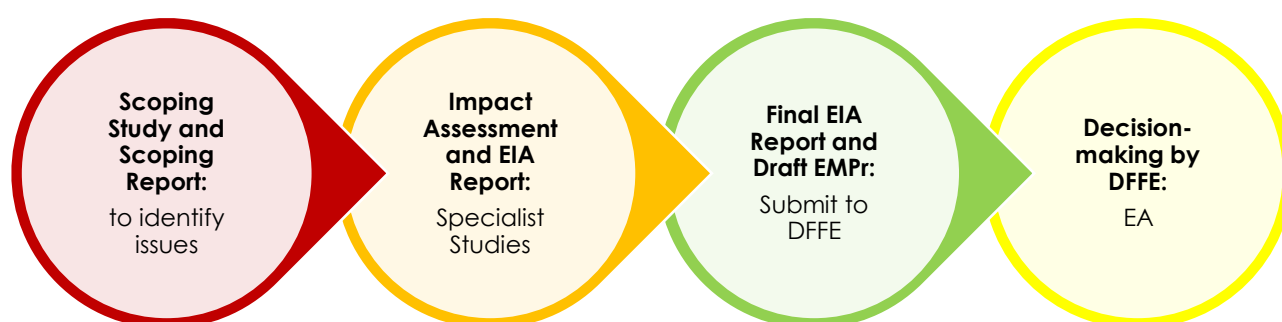 Scoping
Study and
Scoping
Report:
to identify
issues
Impact
Assessment
and EIA
Report:
Specialist
Studies
Final EIA
Report and
Draft EMPr:
Submit to
DFFE
Decision-
making by
DFFE:
EA